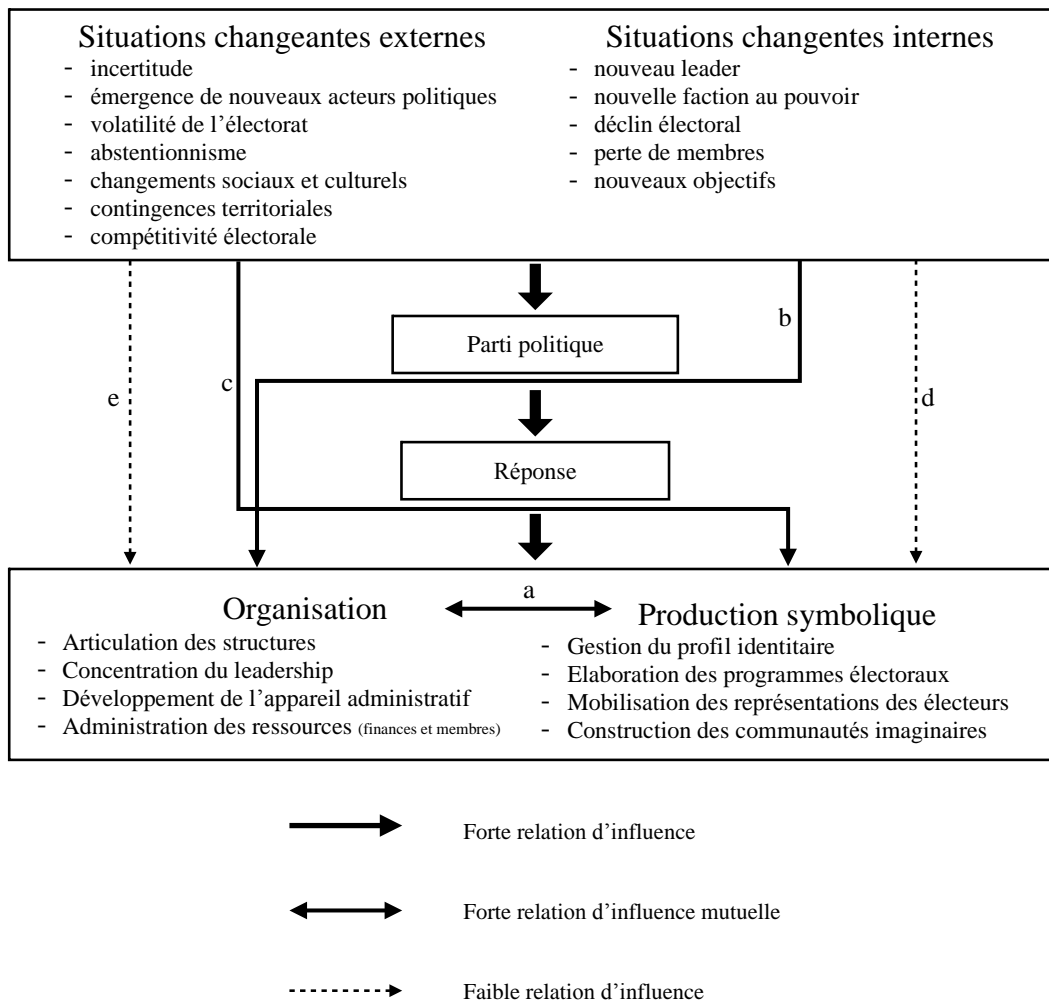 Situations changeantes externes
- incertitude
- émergence de nouveaux acteurs politiques
- volatilité de l'électorat
- abstentionnisme
- changements sociaux et culturels
- contingences territoriales
- compétitivité électorale
Situations changentes internes
- nouveau leader
- nouvelle faction au pouvoir
- déclin électoral
- perte de membres
- nouveaux objectifs
b
Parti politique
e
c
d
Réponse
a
Organisation
- Articulation des structures
- Concentration du leadership
- Développement de l'appareil administratif
- Administration des ressources (finances et membres)
Production symbolique
- Gestion du profil identitaire
- Elaboration des programmes électoraux
- Mobilisation des représentations des électeurs
- Construction des communautés imaginaires
Forte relation d'influence
Forte relation d'influence mutuelle
Faible relation d'influence